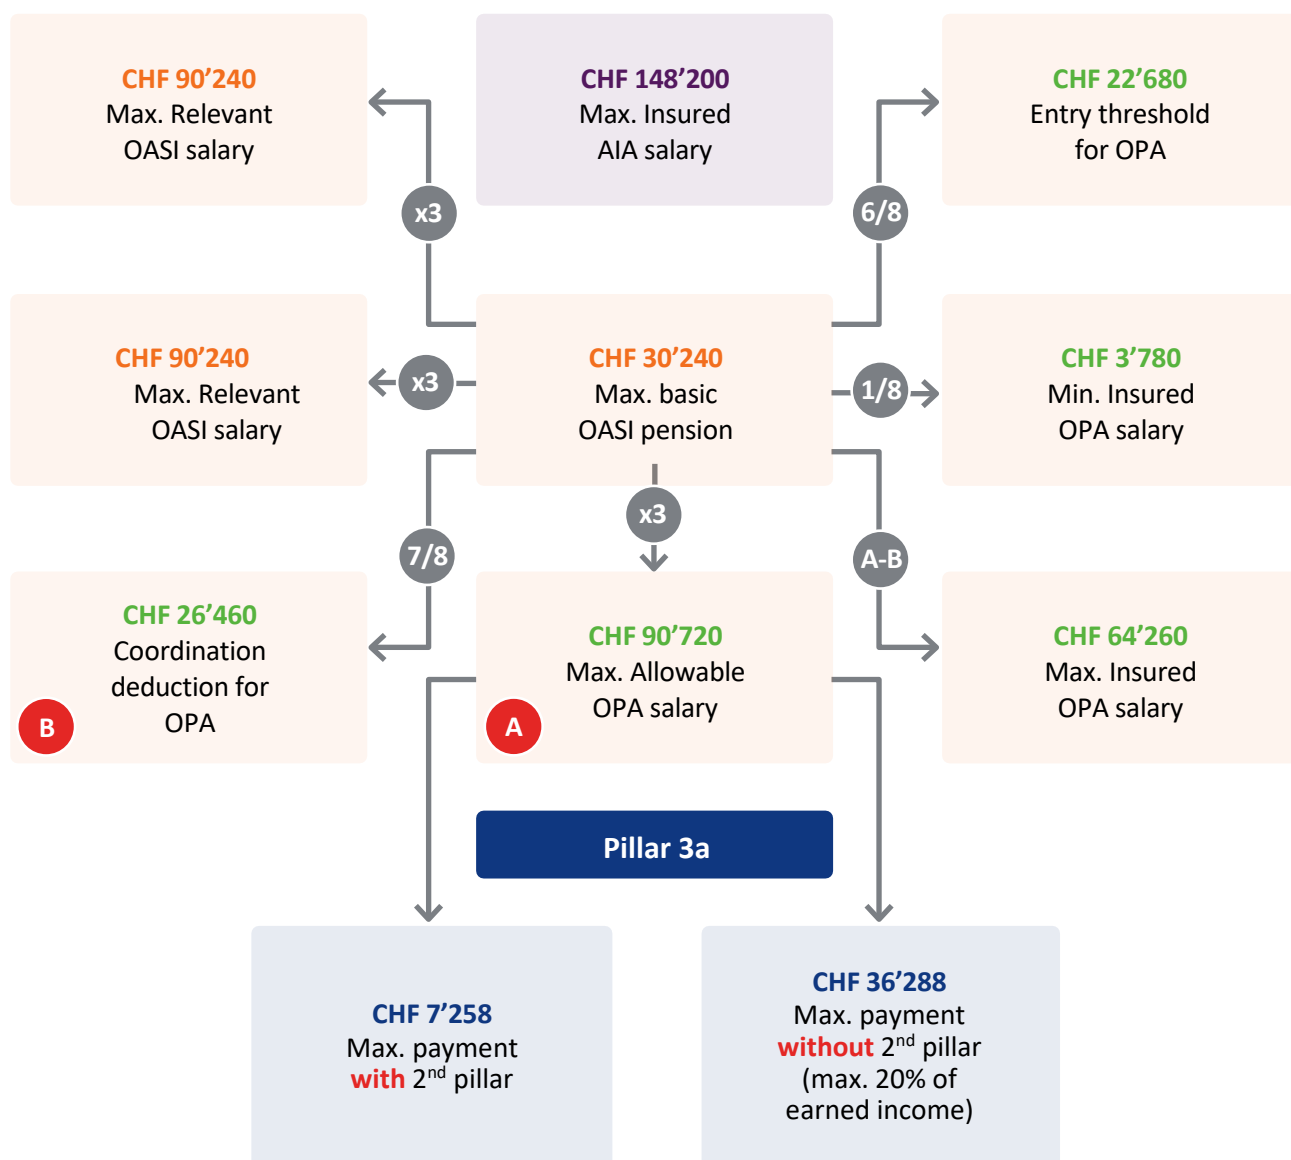 CHF 90’240
Max. Relevant
OASI salary
CHF 148’200
Max. Insured
AIA salary
CHF 22’680
Entry threshold
for OPA
x3
6/8
CHF 90’240
Max. Relevant
OASI salary
x3
CHF 30’240
Max. basic
OASI pension
1/8
CHF 3’780
Min. Insured
OPA salary
x3
7/8
A-B
CHF 26’460
Coordination
deduction for
OPA
B
CHF 90’720
Max. Allowable
OPA salary
A
CHF 64’260
Max. Insured
OPA salary
Pillar 3a
CHF 7’258
Max. payment
with 2nd pillar
CHF 36’288
Max. payment
without 2nd pillar
(max. 20% of
earned income)